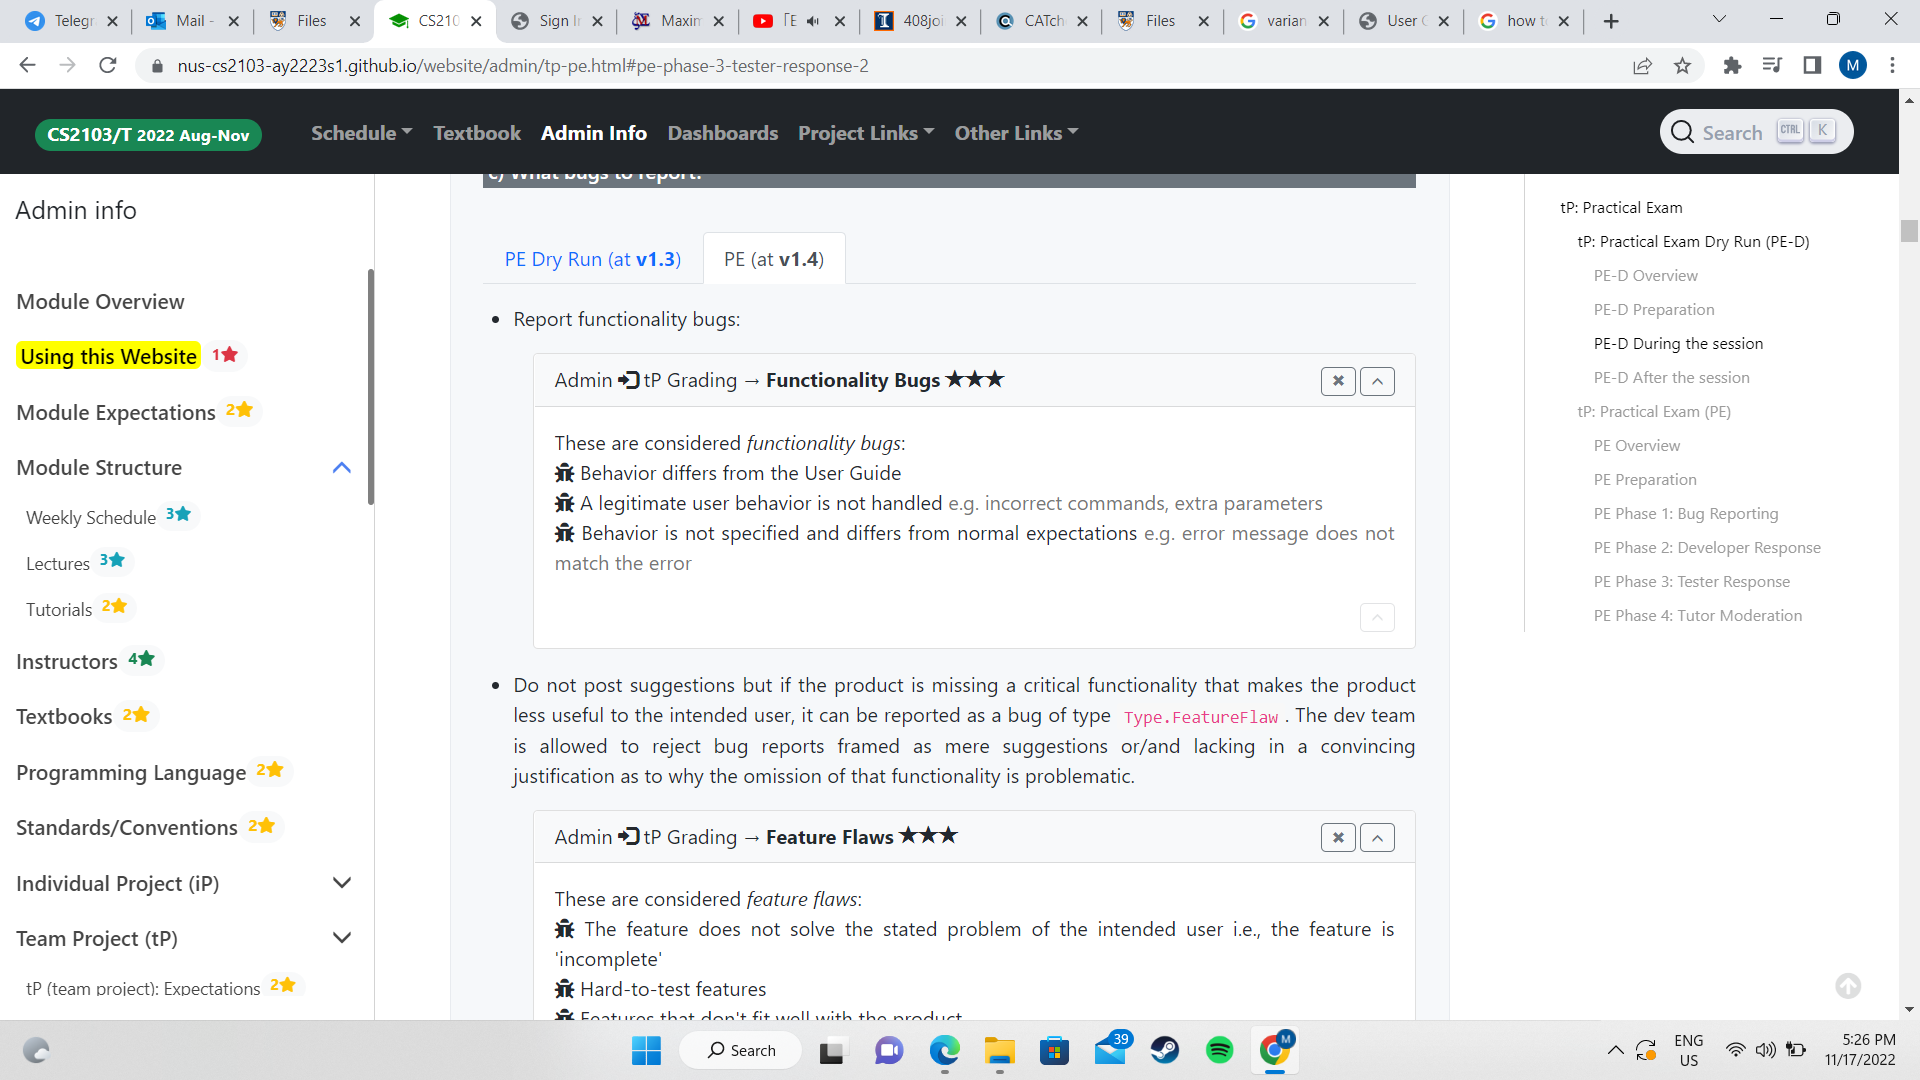 Telegr
Mail -
Files
CS210
Sign In
Maxim
408joi
CATch
Files
varian
User G
how to
nus-cs2103-ay2223s1.github.io/website/admin/tp-pe.html#pe-phase-3-tester-response-2
M
CS2103/T 2022 Aug-Nov
Schedule
Textbook
Admin Info
Dashboards
Project Links
Other Links
Search CTRL K
Admin info
Module Overview
Using this Website 1
Module Expectations 2
Module Structure
Weekly Schedule 3
Lectures 3
Tutorials 2
Instructors 4
Textbooks 2
Programming Language 2
Standards/Conventions 2
Individual Project (iP)
Team Project (tP)
tP (team project): Expectations 2
c) What bugs to report?
PE Dry Run (at v1.3)
PE (at v1.4)
• Report functionality bugs:
Admin tP Grading → Functionality Bugs ★★★
These are considered functionality bugs:
Behavior differs from the User Guide
A legitimate user behavior is not handled e.g. incorrect commands, extra parameters
Behavior is not specified and differs from normal expectations e.g. error message does not
match the error
• Do not post suggestions but if the product is missing a critical functionality that makes the product
less useful to the intended user, it can be reported as a bug of type Type.FeatureFlaw. The dev team
is allowed to reject bug reports framed as mere suggestions or/and lacking in a convincing
justification as to why the omission of that functionality is problematic.
Admin tP Grading → Feature Flaws ★★★
These are considered feature flaws:
The feature does not solve the stated problem of the intended user i.e., the feature is
'incomplete'
Hard-to-test features
Features that don't fit well with the product
tP: Practical Exam
tP: Practical Exam Dry Run (PE-D)
PE-D Overview
PE-D Preparation
PE-D During the session
PE-D After the session
tP: Practical Exam (PE)
PE Overview
PE Preparation
PE Phase 1: Bug Reporting
PE Phase 2: Developer Response
PE Phase 3: Tester Response
PE Phase 4: Tutor Moderation
Search
39
M
ENG
US
5:26 PM
11/17/2022